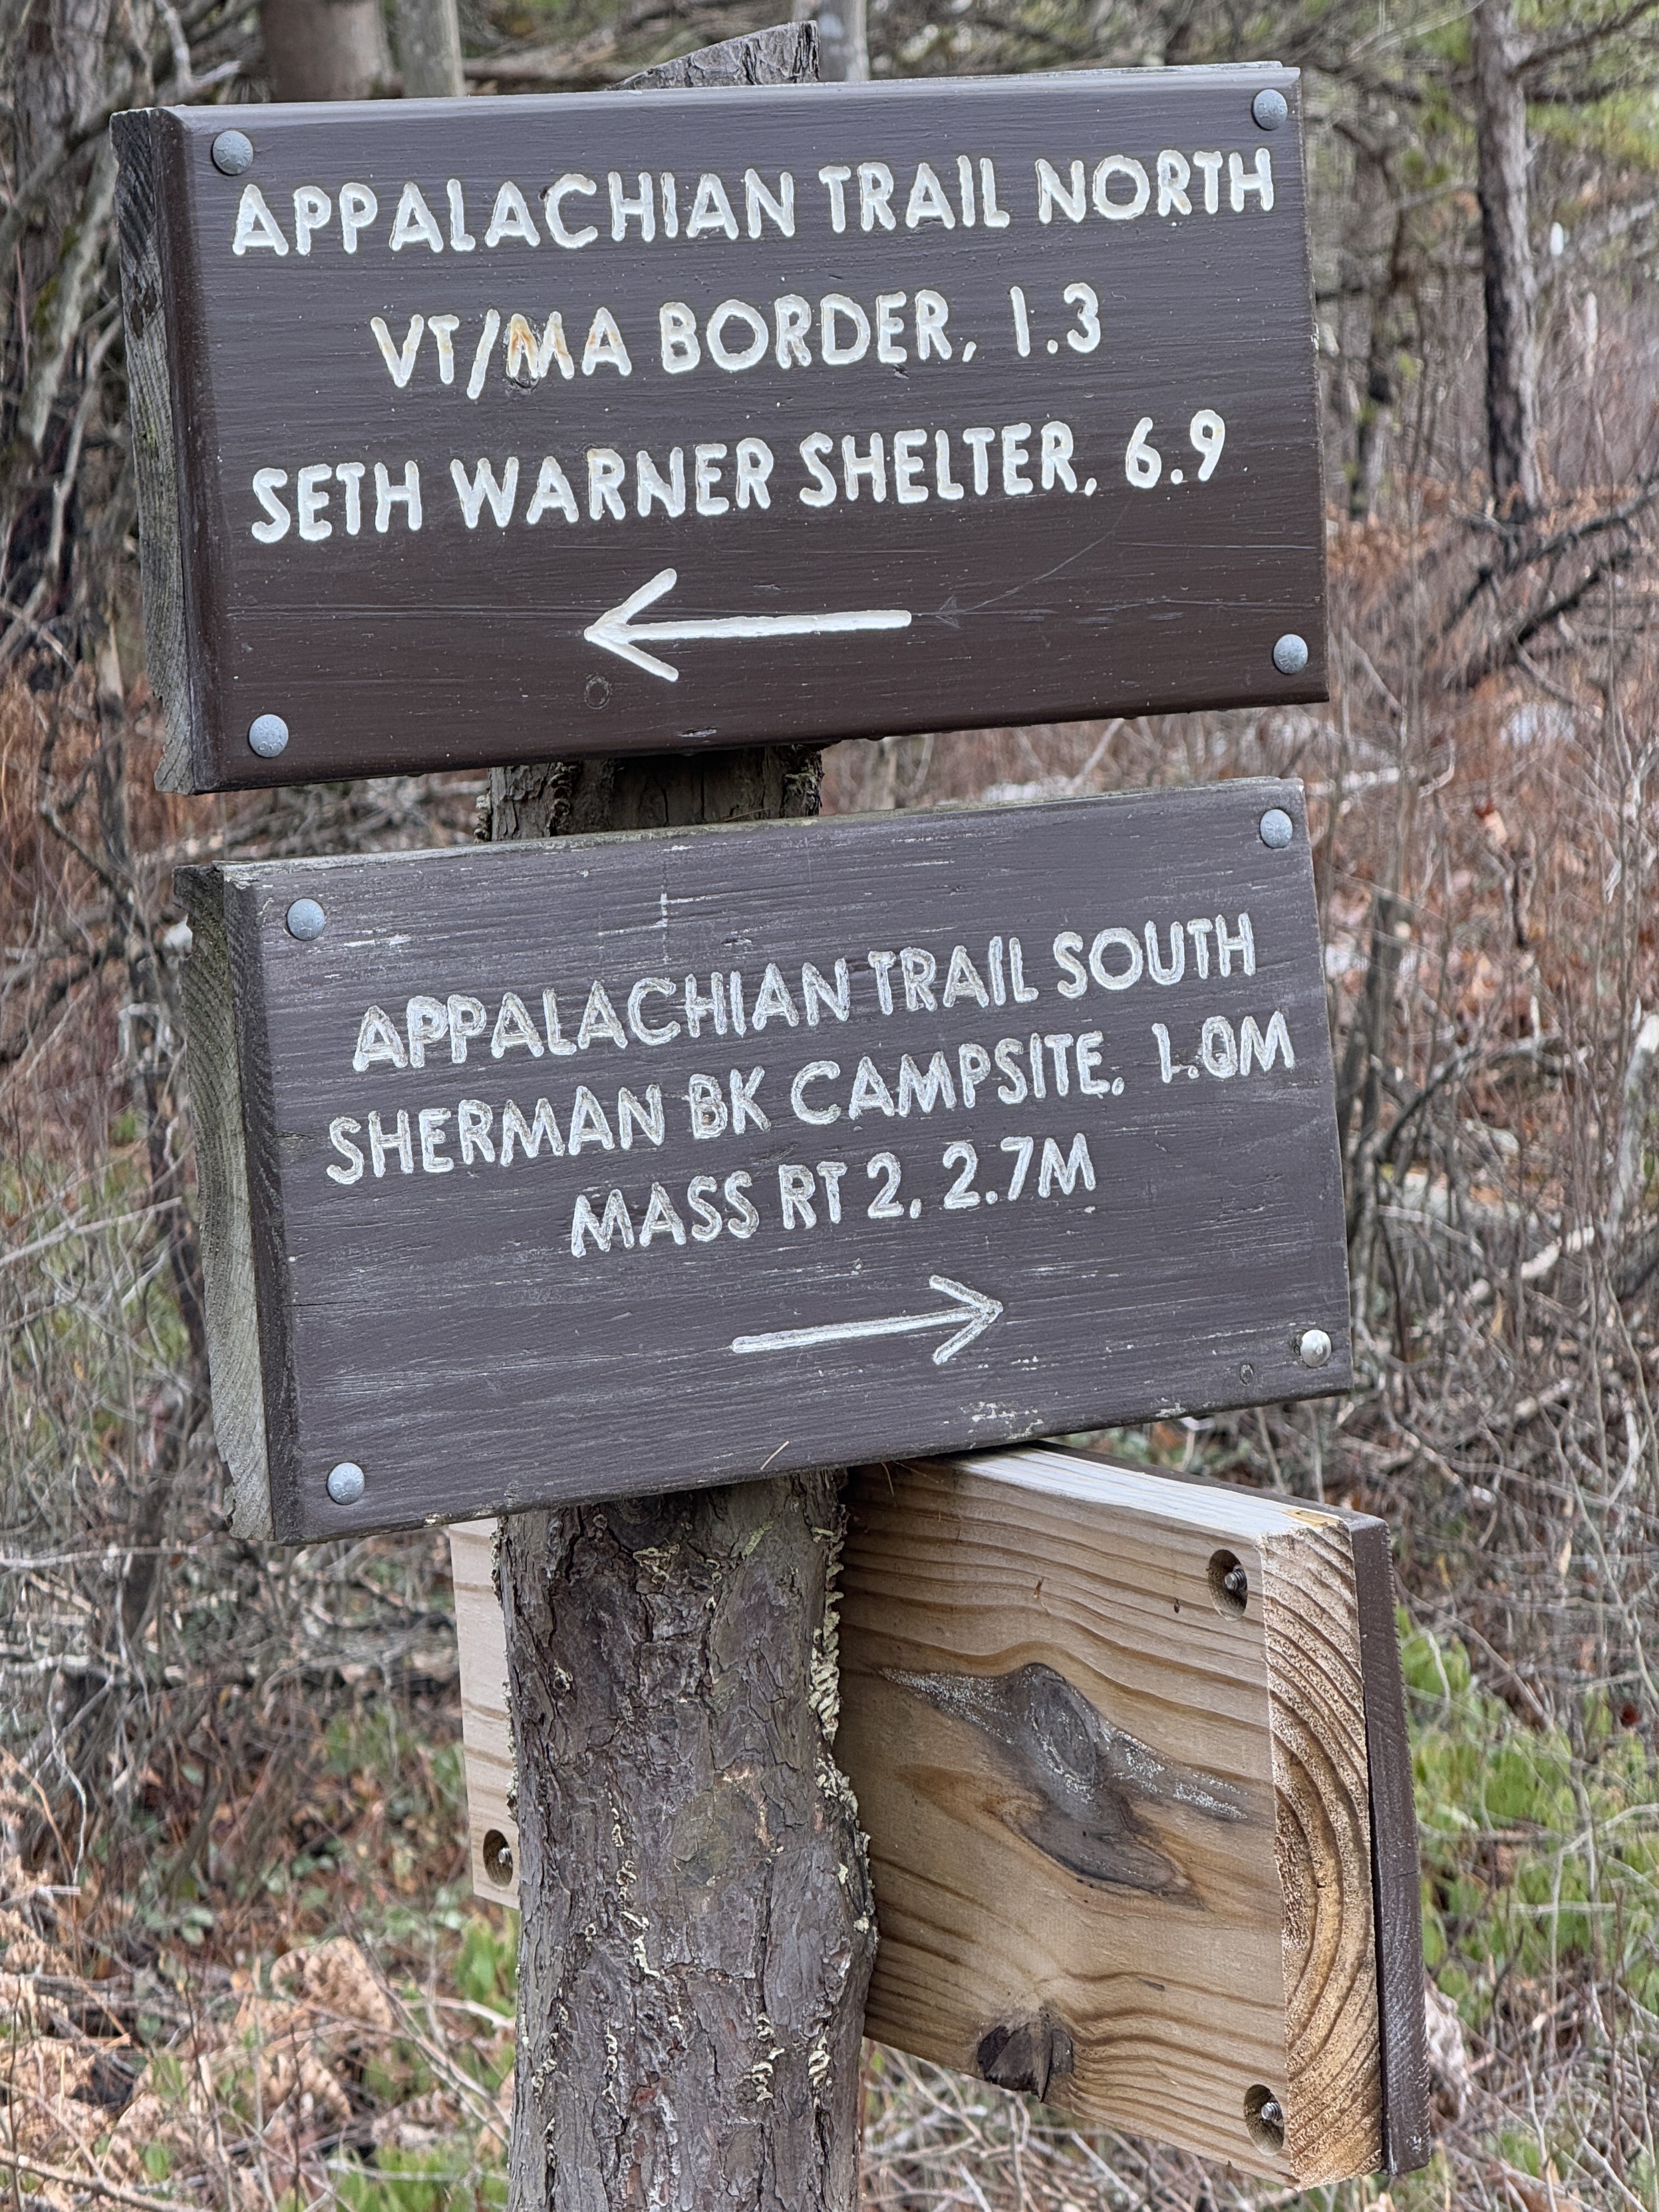 APPALACHIAN TRAIL NORTH
VT/MA BORDER, 1.3
SETH WARNER SHELTER, 6.9
APPALACHIAN TRAIL SOUTH
SHERMAN BK CAMPSITE, 1.0M
MASS RT 2, 2.7M